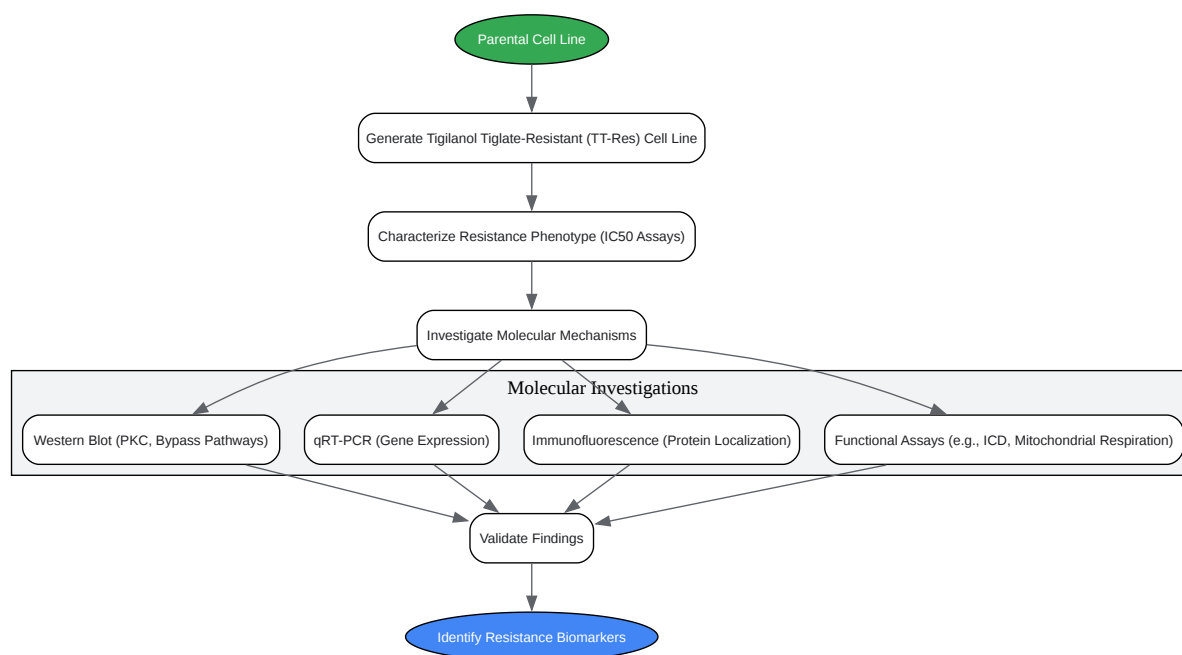 Parental Cell Line
Generate Tigilanol Tiglate-Resistant (TT-Res) Cell Line
Characterize Resistance Phenotype (IC50 Assays)
Investigate Molecular Mechanisms
Molecular Investigations
Western Blot (PKC, Bypass Pathways)
qRT-PCR (Gene Expression)
Immunofluorescence (Protein Localization)
Functional Assays (e.g., ICD, Mitochondrial Respiration)
Validate Findings
Identify Resistance Biomarkers